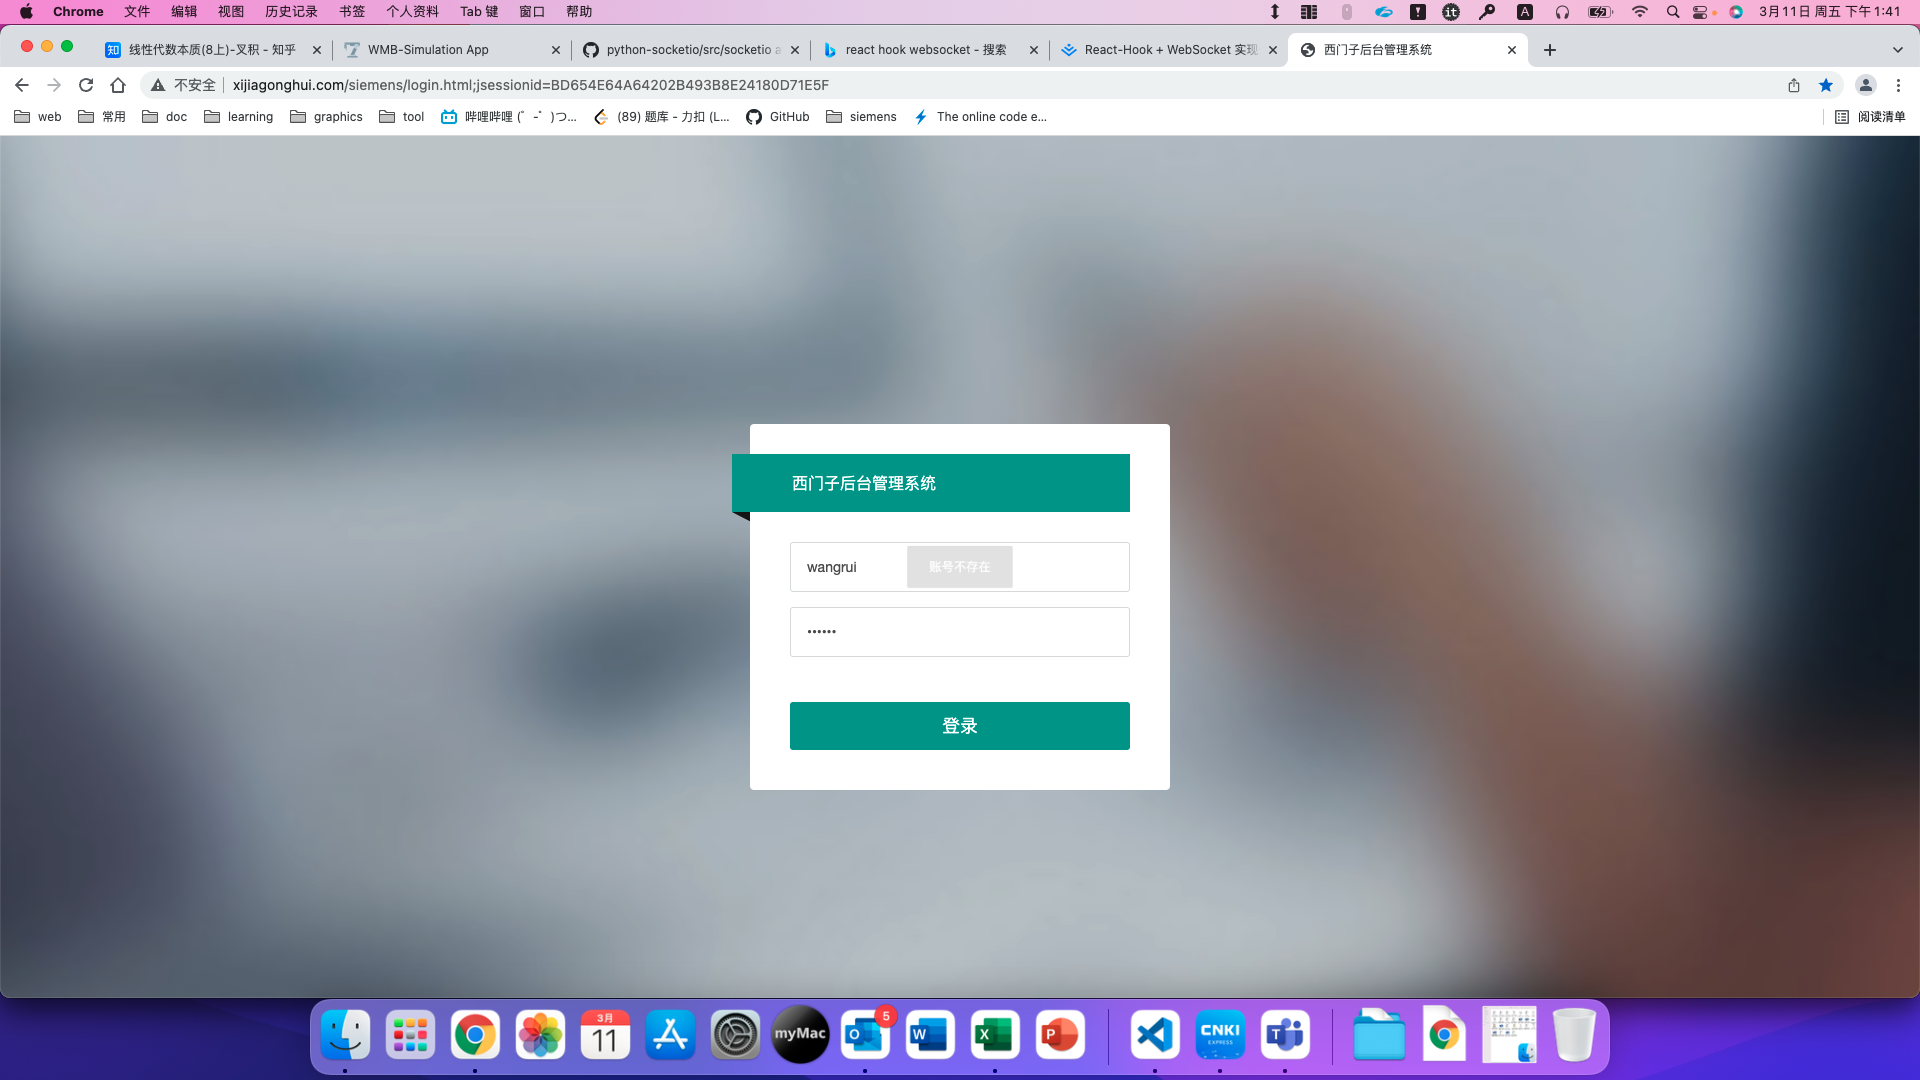 Chrome 文件 编辑 视图 历史记录 书签 个人资料 Tab 键 窗口 帮助 it A 3月11日 周五 下午 1:41
知 线性代数本质(8上)-叉积 - 知乎 WMB-Simulation App python-socketio/src/socketio a react hook websocket - 搜索 React-Hook + WebSocket 实现 西门子后台管理系统
不安全 xijiagonghui.com/siemens/login.html;jsessionid=BD654E64A64202B493B8E24180D71E5F
web 常用 doc learning graphics tool 哔哩哔哩 (゜-゜)つ... (89) 题库 - 力扣 (L... GitHub siemens The online code e... 阅读清单
西门子后台管理系统
wangrui 账号不存在
••••••
登录
3月 11 myMac O 5 W X P CNKI EXPRESS T